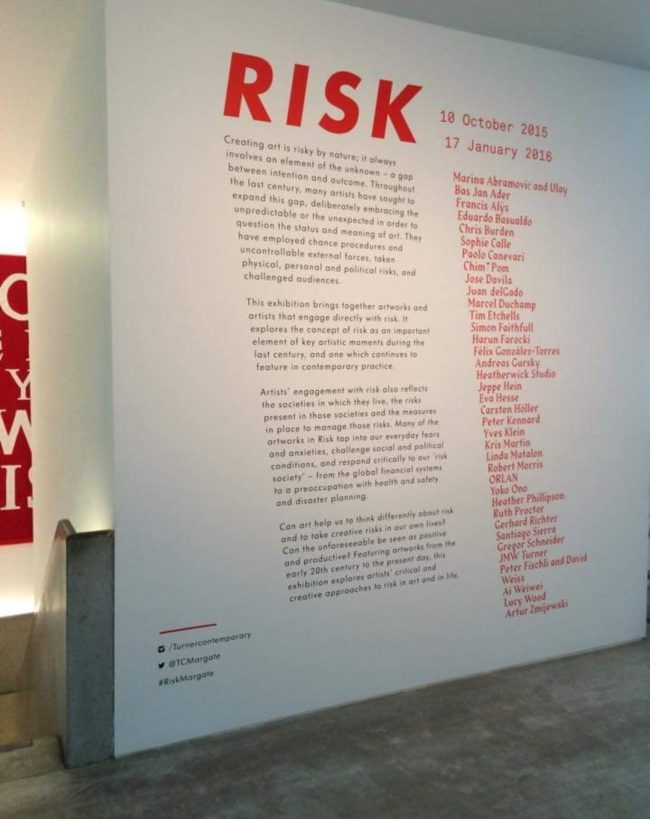 RISK
10 October 2015
17 January 2016
Creating art is risky by nature; it always
involves an element of the unknown – a gap
between intention and outcome. Throughout
the last century, many artists have sought to
expand this gap, deliberately embracing the
unpredictable or the unexpected in order to
question the status and meaning of art. They
have employed chance procedures and
uncontrollable external forces, taken
physical, personal and political risks, and
challenged audiences.
This exhibition brings together artworks and
artists that engage directly with risk. It
explores the concept of risk as an important
element of key artistic moments during the
last century, and one which continues to
feature in contemporary practice.
Artists' engagement with risk also reflects
the societies in which they live, the risks
present in those societies and the measures
in place to manage those risks. Many of the
artworks in Risk tap into our everyday fears
and anxieties, challenge social and political
conditions, and respond critically to our 'risk
society' – from the global financial systems
to a preoccupation with health and safety
and disaster planning.
Can art help us to think differently about risk
and to take creative risks in our own lives?
Can the unforeseeable be seen as positive
and productive? Featuring artworks from the
early 20th century to the present day, this
exhibition explores artists' critical and
creative approaches to risk in art and in life.
Marina Abramovic and Ulay
Bas Jan Ader
Francis Alÿs
Eduardo Basualdo
Chris Burden
Sophie Calle
Paolo Canevari
Chim↑Pom
Jose Davila
Juan delGado
Marcel Duchamp
Tim Etchells
Simon Faithfull
Harun Farocki
Félix González-Torres
Andreas Gursky
Heatherwick Studio
Jeppe Hein
Eva Hesse
Carsten Höller
Peter Kennard
Yves Klein
Kris Martin
Linda Matalon
Robert Morris
ORLAN
Yoko Ono
Heather Phillipson
Ruth Proctor
Gerhard Richter
Santiago Sierra
Gregor Schneider
JMW Turner
Peter Fischli and David
Weiss
Ai Weiwei
Lucy Wood
Artur Zmijewski
/Turnercontemporary
@TCMargate
#RiskMargate